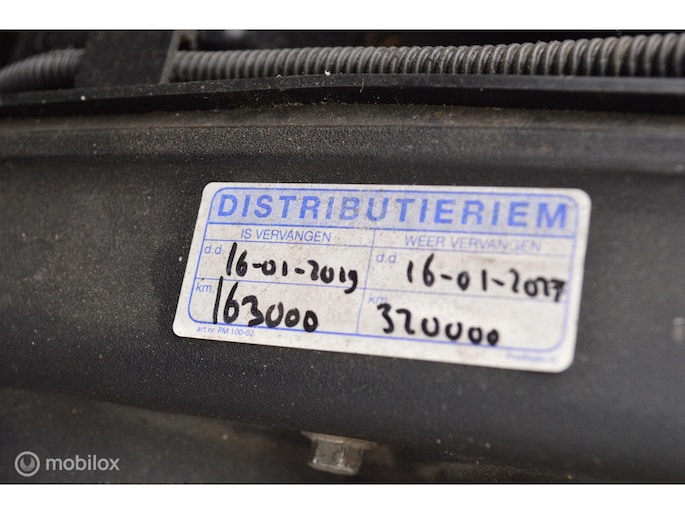 DISTRIBUTIERIEM
IS VERVANGEN
WEER VERVANGEN
d.d. 16-01-2019
d.d. 16-01-2027
km. 163000
km. 320000
art.nr. PM 100-02
mobilox